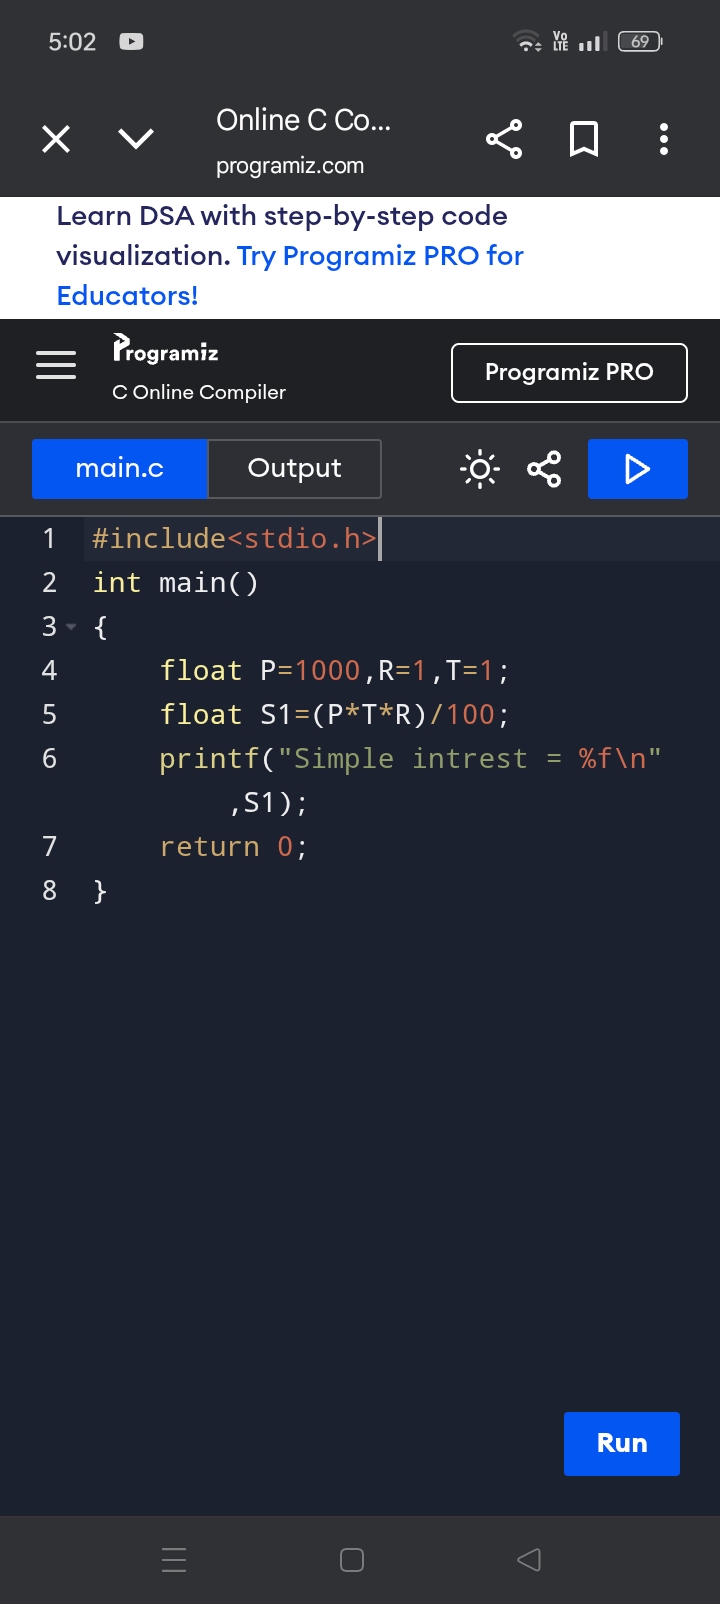 5:02
Vo LTE 69
Online C Co...
programiz.com
Learn DSA with step-by-step code
visualization. Try Programiz PRO for
Educators!
Programiz
C Online Compiler
Programiz PRO
main.c
Output
1 #include<stdio.h>
2 int main()
3 {
4 float P=1000,R=1,T=1;
5 float S1=(P*T*R)/100;
6 printf("Simple intrest = %f\n"
,S1);
7 return 0;
8 }
Run